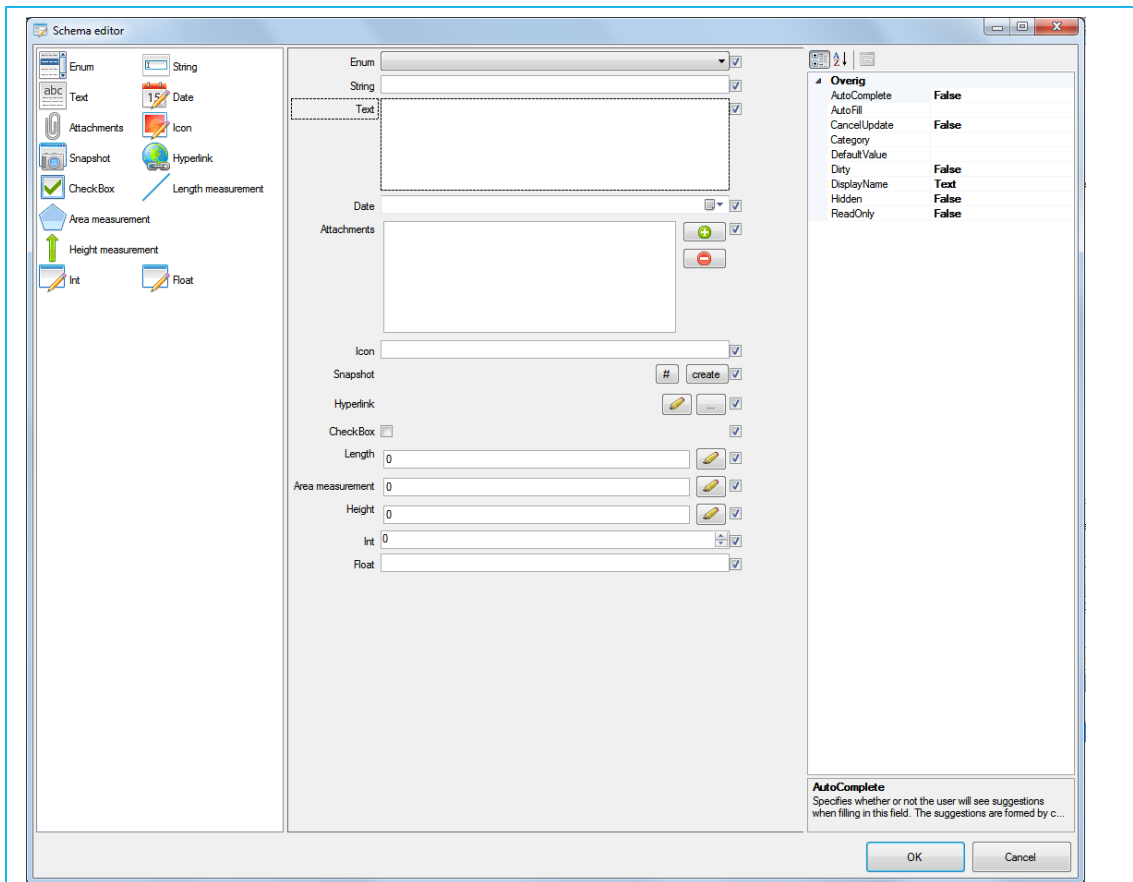 Schema editor
Enum String
abc Text 15 Date
Attachments Icon
Snapshot Hyperlink
CheckBox Length measurement
Area measurement
Height measurement
Int Float
Enum
String
Text
Date
Attachments
Icon
Snapshot # create
Hyperlink ...
CheckBox
Length 0
Area measurement 0
Height 0
Int 0
Float
Overig
AutoComplete False
AutoFill
CancelUpdate False
Category
DefaultValue
Dirty False
DisplayName Text
Hidden False
ReadOnly False
AutoComplete
Specifies whether or not the user will see suggestions
when filling in this field. The suggestions are formed by c...
OK Cancel